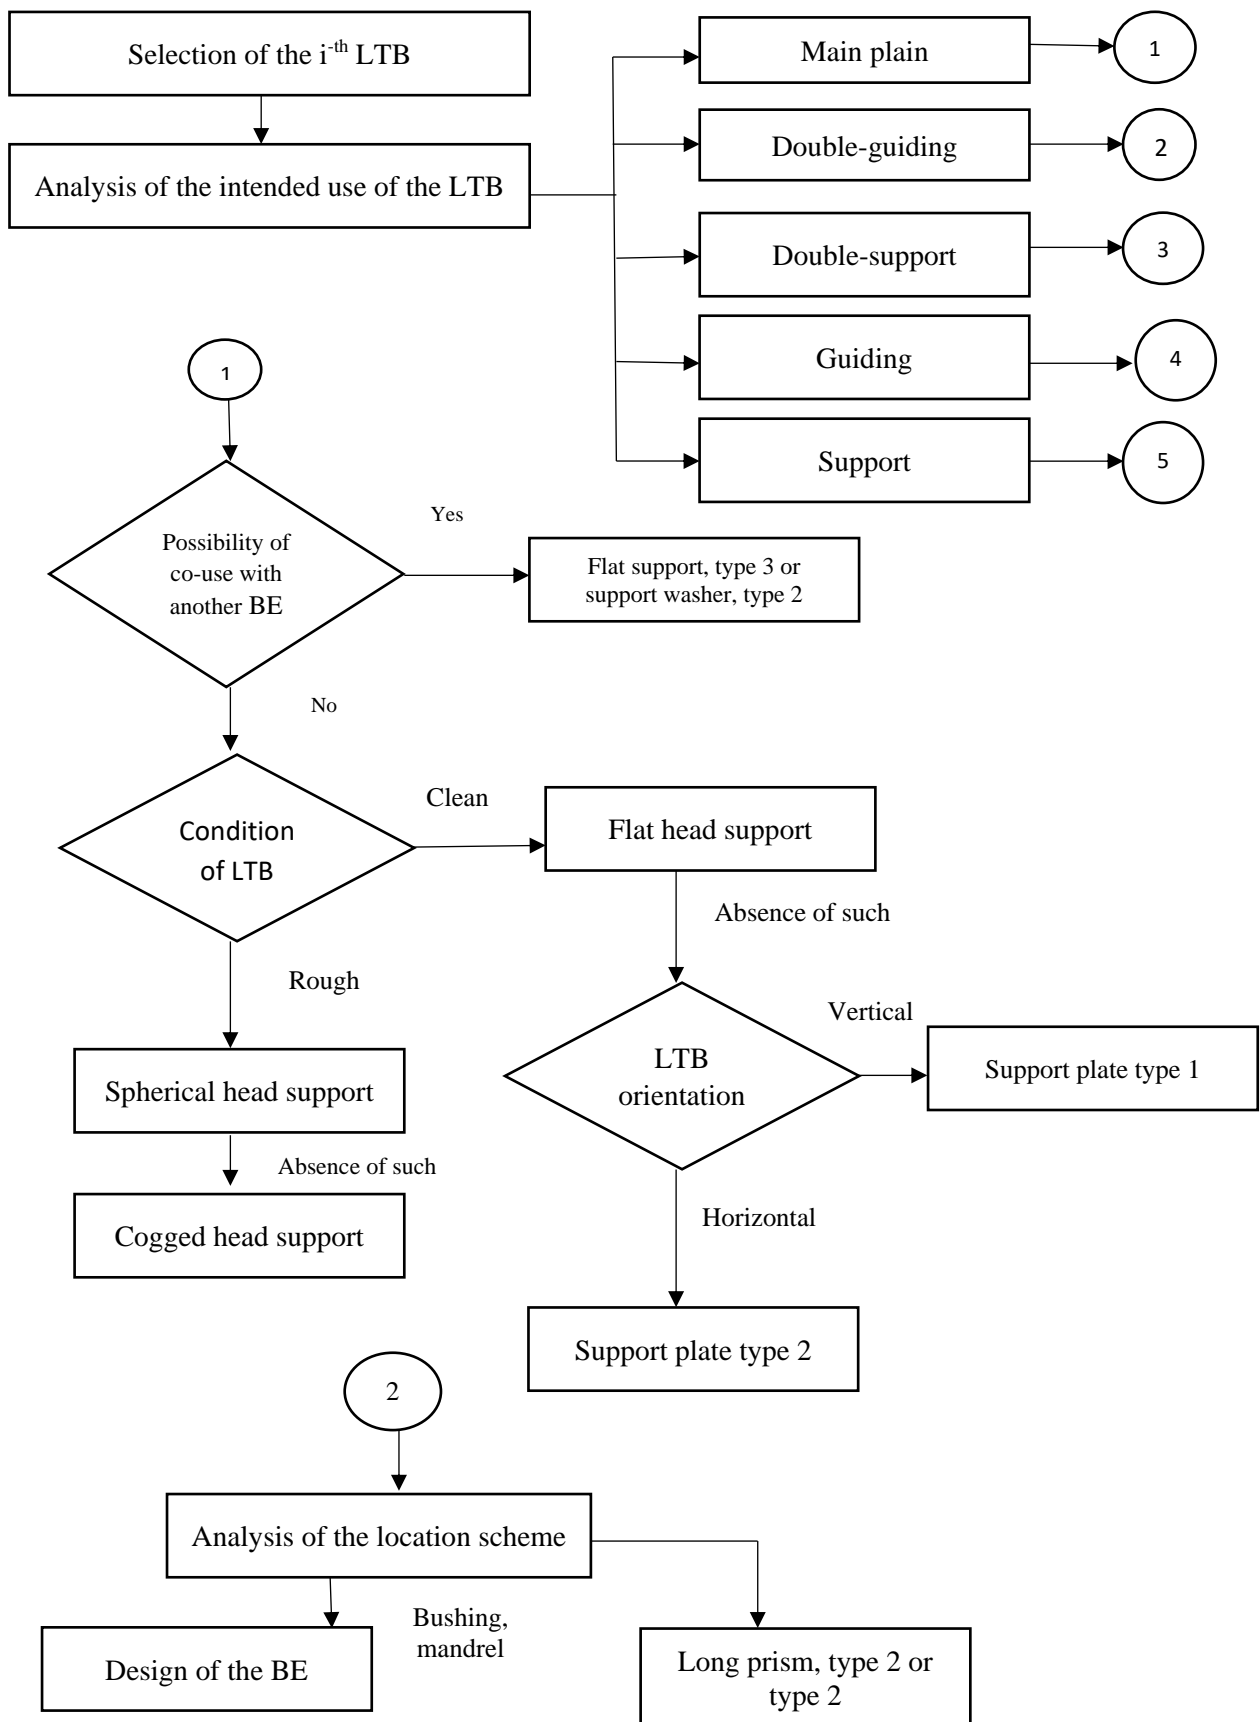 Selection of the i-th LTB
Analysis of the intended use of the LTB
Main plain
1
Double-guiding
2
Double-support
3
Guiding
4
Support
5
1
Possibility of
co-use with
another BE
Yes
Flat support, type 3 or
support washer, type 2
No
Condition
of LTB
Clean
Flat head support
Absence of such
Rough
LTB
orientation
Vertical
Support plate type 1
Spherical head support
Absence of such
Cogged head support
Horizontal
Support plate type 2
2
Analysis of the location scheme
Bushing,
mandrel
Design of the BE
Long prism, type 2 or
type 2